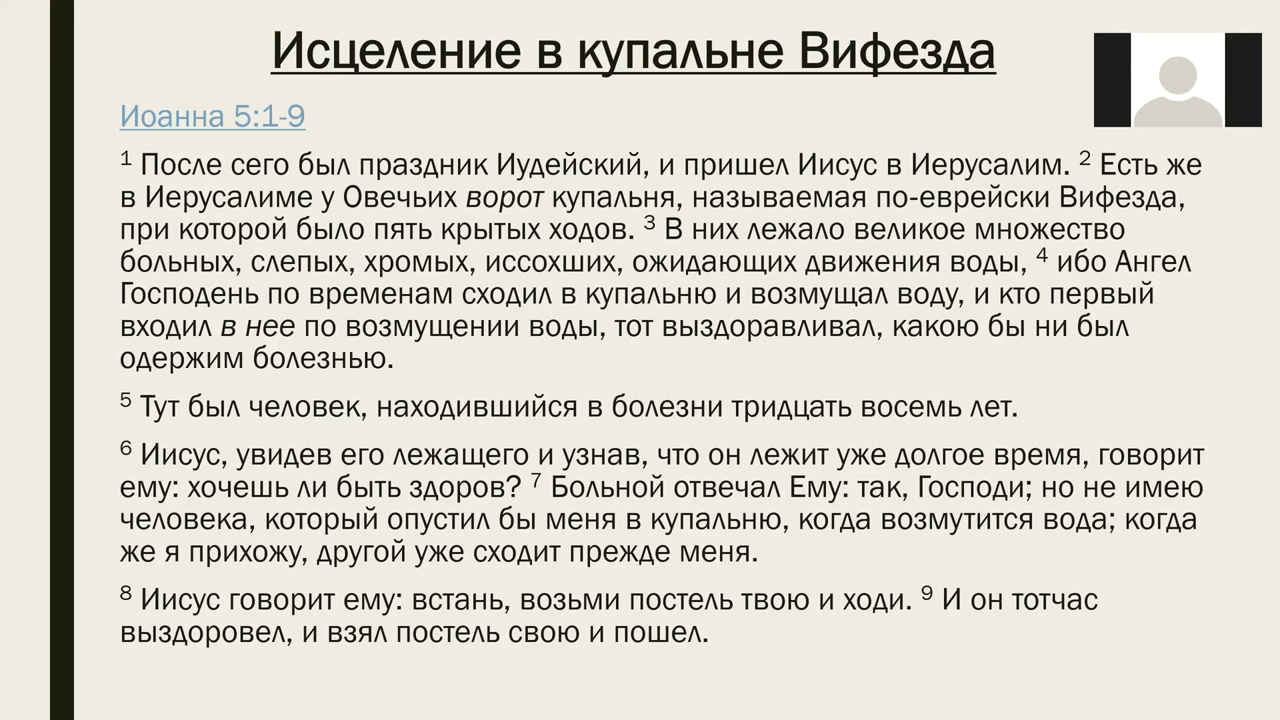 Исцеление в купальне Вифезда
Иоанна 5:1-9
1 После сего был праздник Иудейский, и пришел Иисус в Иерусалим. 2 Есть же
в Иерусалиме у Овечьих ворот купальня, называемая по-еврейски Вифезда,
при которой было пять крытых ходов. 3 В них лежало великое множество
больных, слепых, хромых, иссохших, ожидающих движения воды, 4 ибо Ангел
Господень по временам сходил в купальню и возмущал воду, и кто первый
входил в нее по возмущении воды, тот выздоравливал, какою бы ни был
одержим болезнью.
5 Тут был человек, находившийся в болезни тридцать восемь лет.
6 Иисус, увидев его лежащего и узнав, что он лежит уже долгое время, говорит
ему: хочешь ли быть здоров? 7 Больной отвечал Ему: так, Господи; но не имею
человека, который опустил бы меня в купальню, когда возмутится вода; когда
же я прихожу, другой уже сходит прежде меня.
8 Иисус говорит ему: встань, возьми постель твою и ходи. 9 И он тотчас
выздоровел, и взял постель свою и пошел.